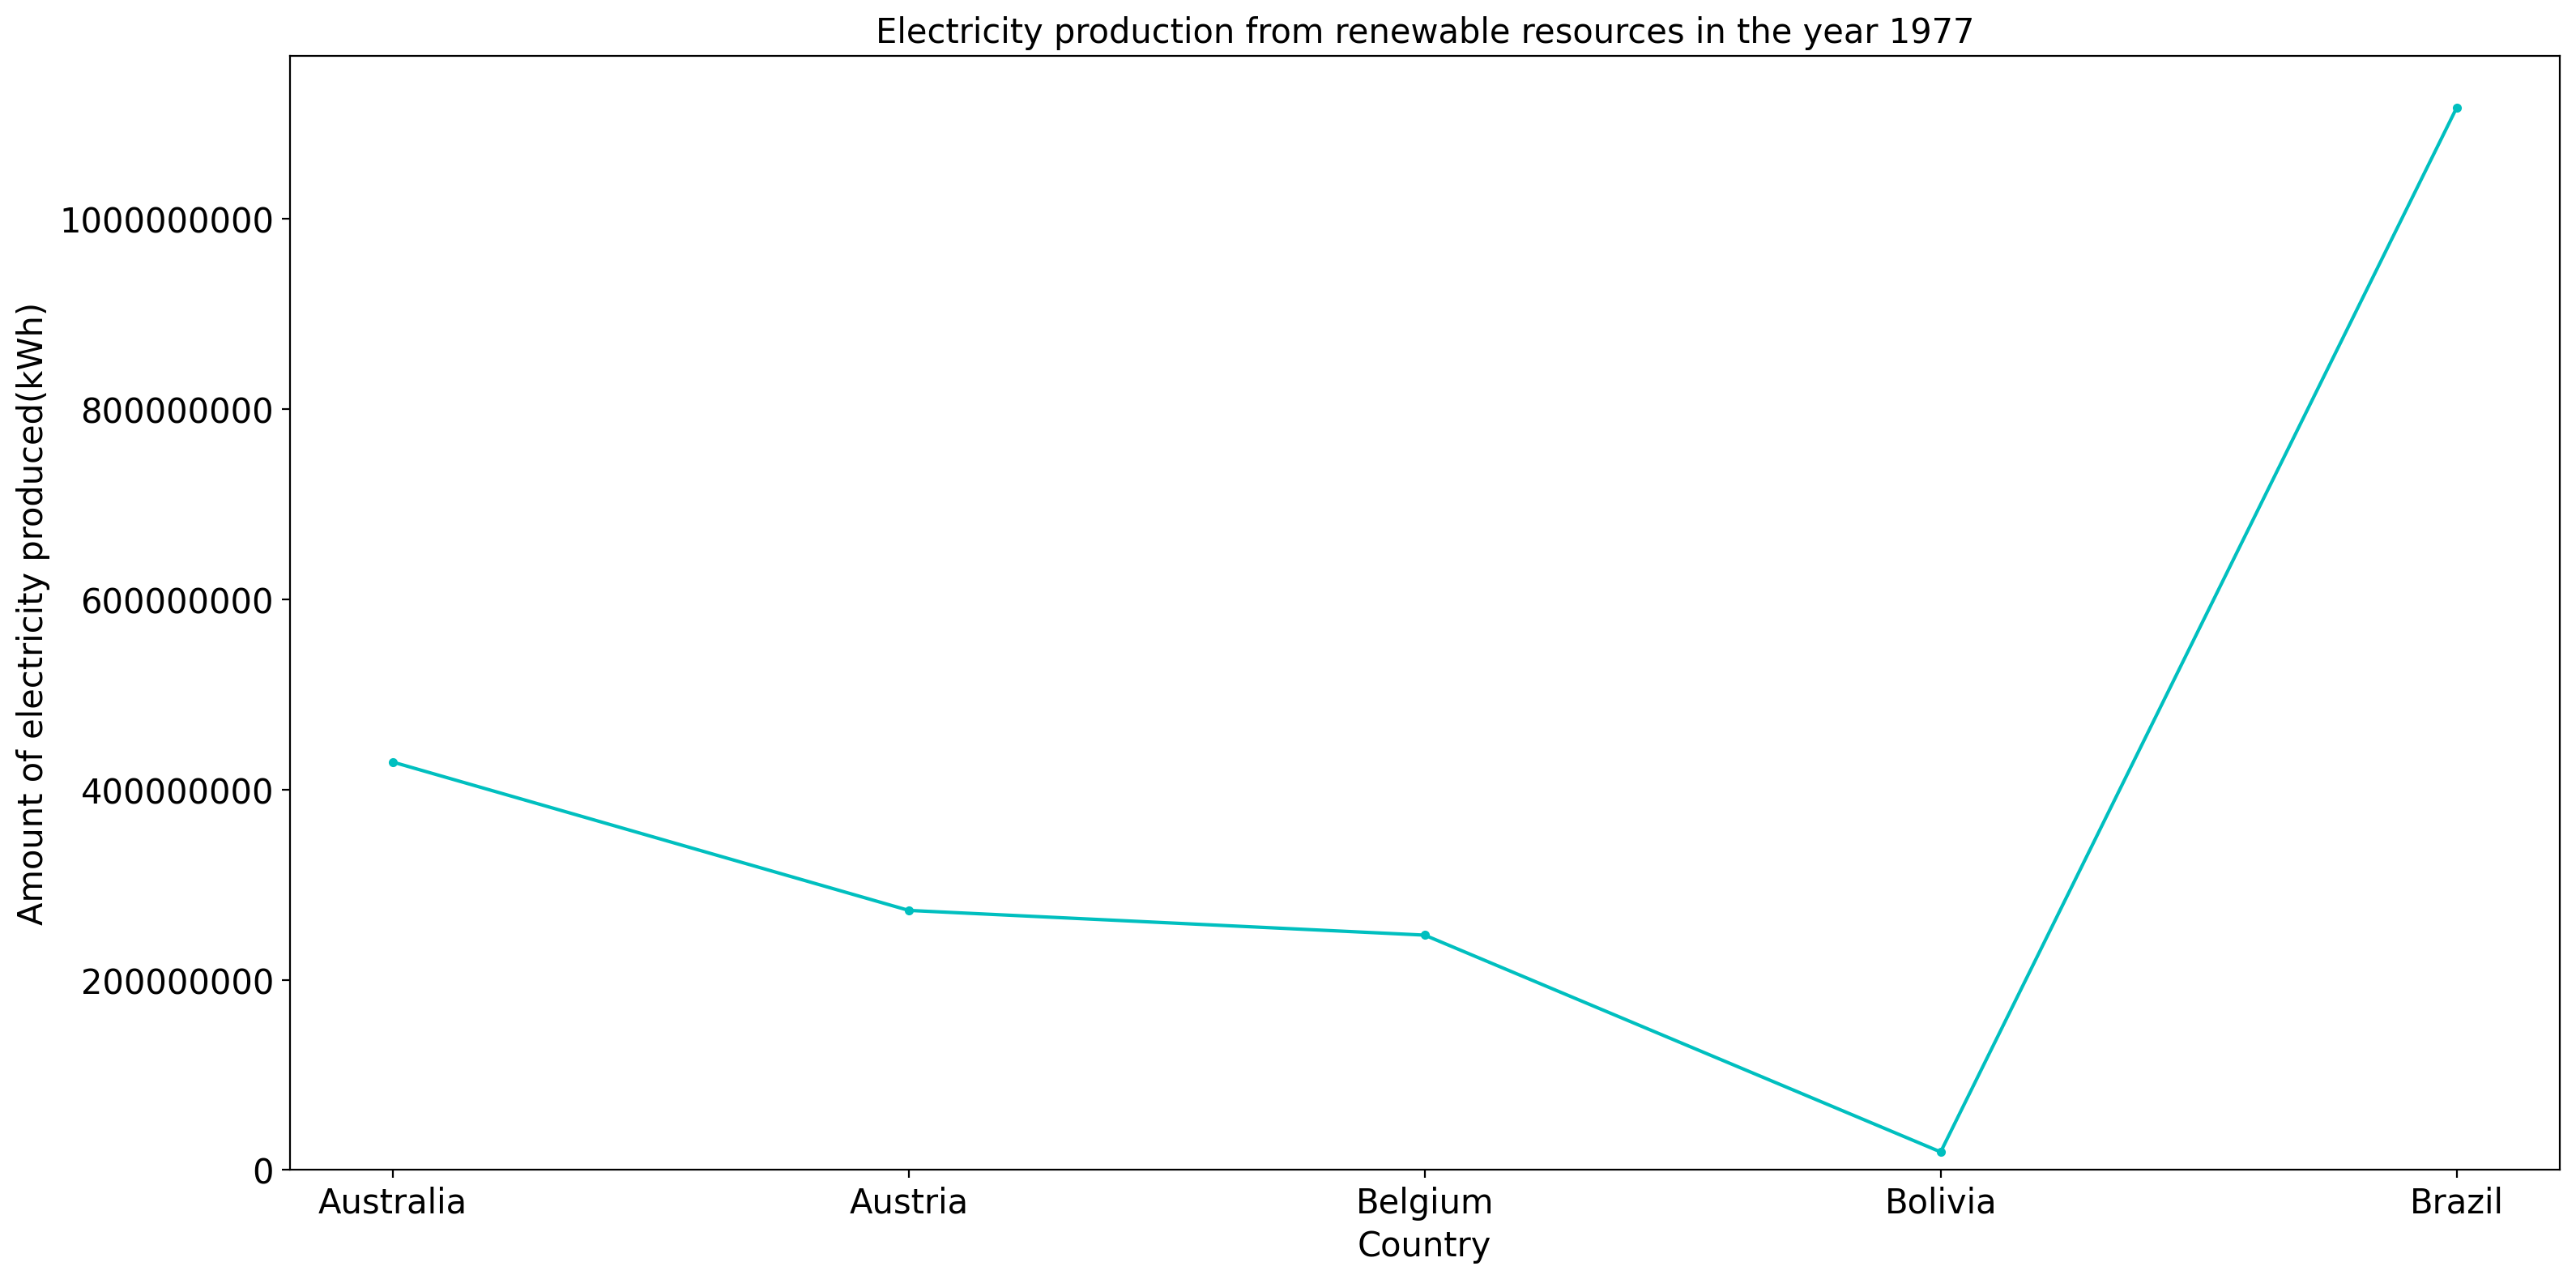 Electricity production from renewable resources in the year 1977
Amount of electricity produced(kWh)
1000000000
800000000
600000000
400000000
200000000
0
Australia Austria Belgium Bolivia Brazil
Country